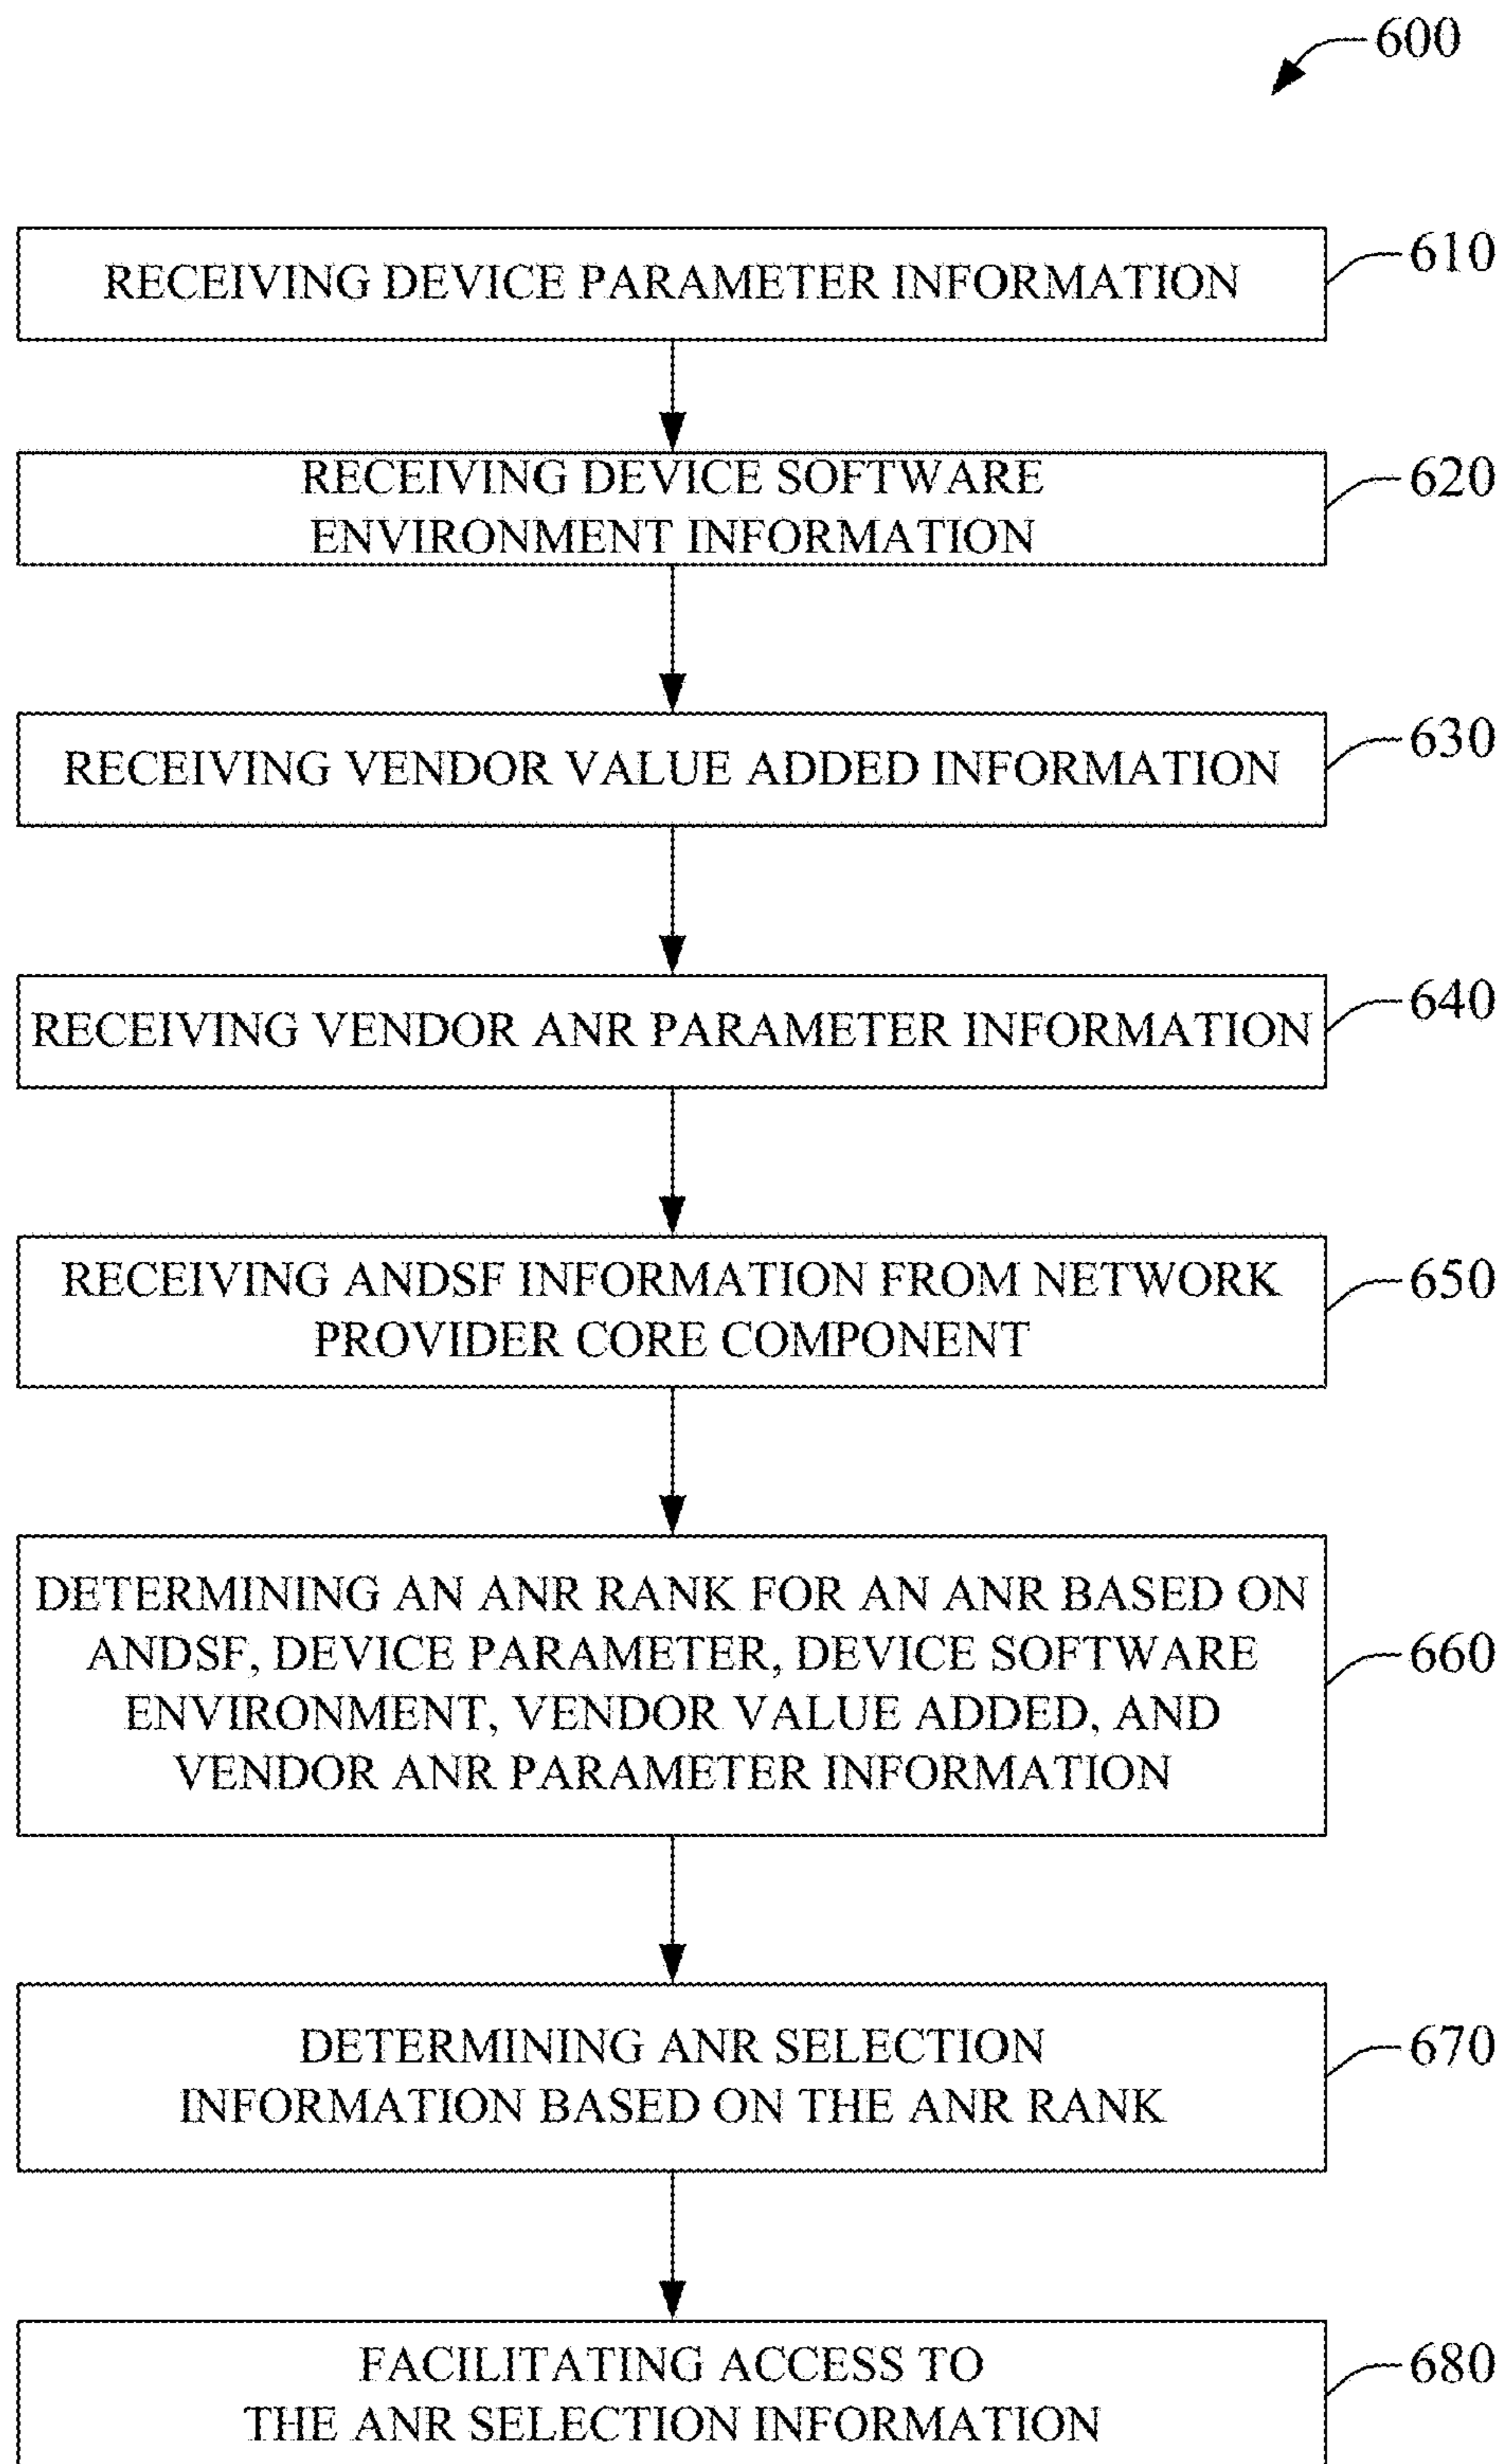 600
RECEIVING DEVICE PARAMETER INFORMATION
610
RECEIVING DEVICE SOFTWARE
ENVIRONMENT INFORMATION
620
RECEIVING VENDOR VALUE ADDED INFORMATION
630
RECEIVING VENDOR ANR PARAMETER INFORMATION
640
RECEIVING ANDSF INFORMATION FROM NETWORK
PROVIDER CORE COMPONENT
650
DETERMINING AN ANR RANK FOR AN ANR BASED ON
ANDSF, DEVICE PARAMETER, DEVICE SOFTWARE
ENVIRONMENT, VENDOR VALUE ADDED, AND
VENDOR ANR PARAMETER INFORMATION
660
DETERMINING ANR SELECTION
INFORMATION BASED ON THE ANR RANK
670
FACILITATING ACCESS TO
THE ANR SELECTION INFORMATION
680